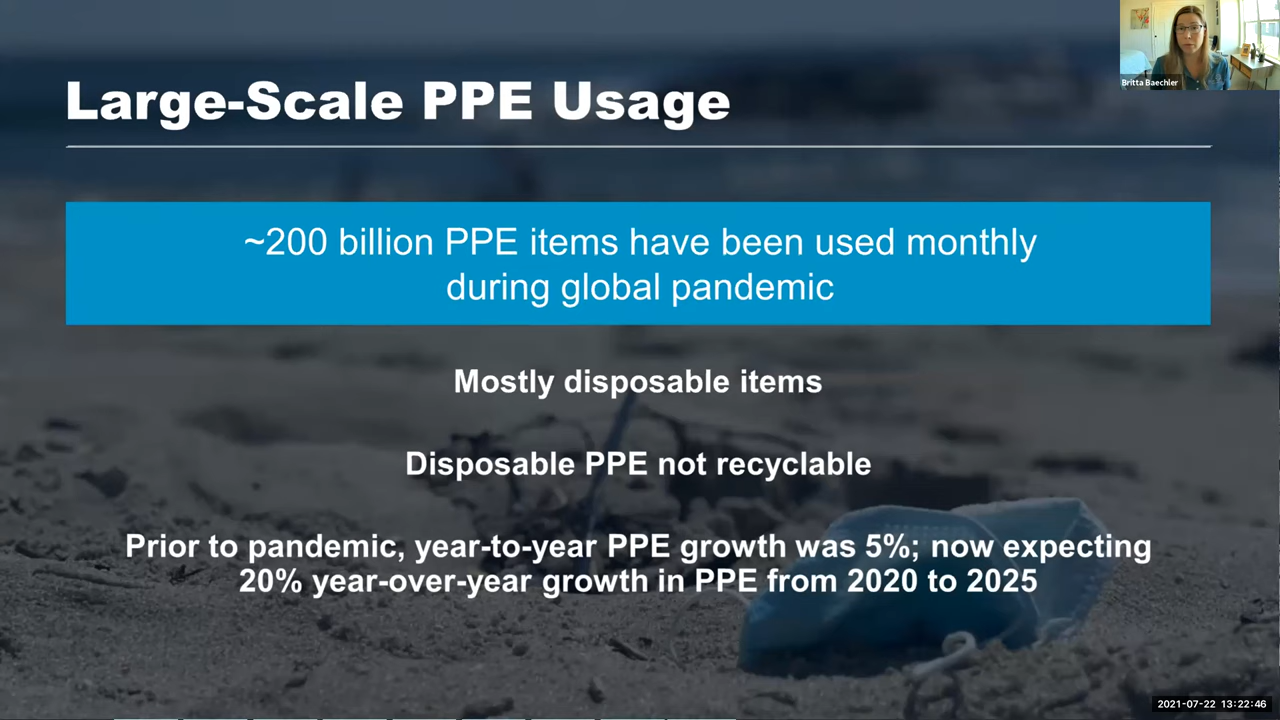 Britta Baechler
Large-Scale PPE Usage
~200 billion PPE items have been used monthly
during global pandemic
Mostly disposable items
Disposable PPE not recyclable
Prior to pandemic, year-to-year PPE growth was 5%; now expecting
20% year-over-year growth in PPE from 2020 to 2025
2021-07-22 13:22:46